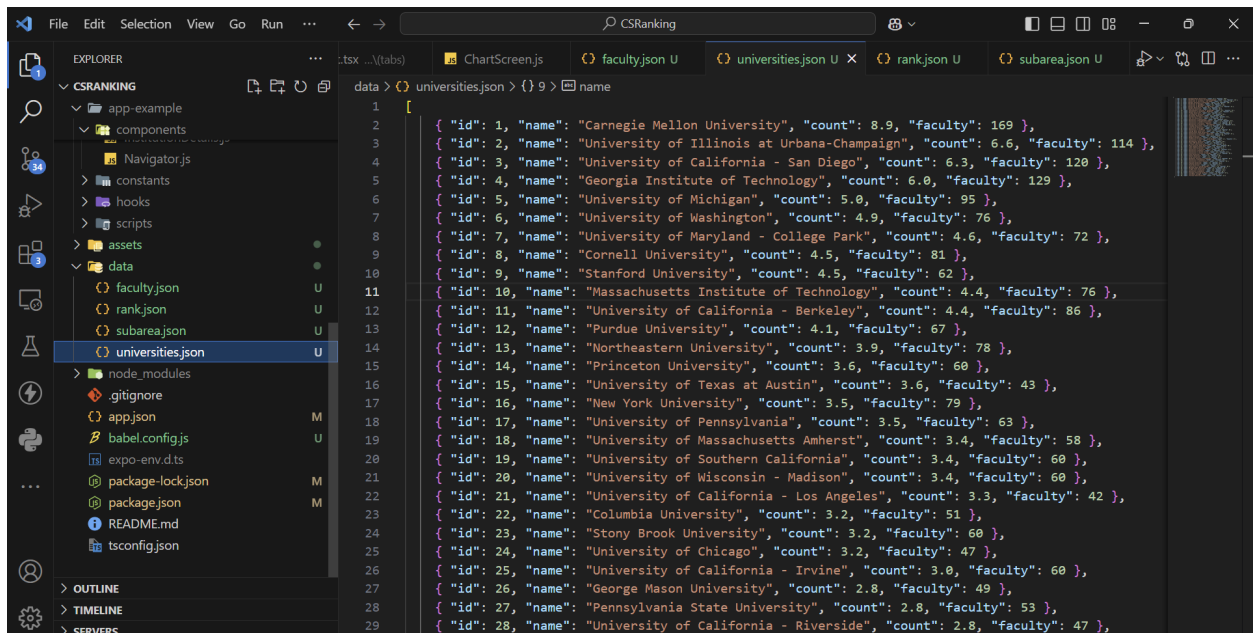 File Edit Selection View Go Run ··· CSRanking
EXPLORER ···
.tsx ...\(tabs) ChartScreen.js faculty.json U universities.json U rank.json U subarea.json U
data > universities.json > {} 9 > name
CSRANKING
app-example
components
Navigator.js
constants
hooks
scripts
assets
data
faculty.json U
rank.json U
subarea.json U
universities.json U
node_modules
.gitignore
app.json M
babel.config.js U
expo-env.d.ts
package-lock.json M
package.json M
README.md
tsconfig.json
OUTLINE
TIMELINE
SERVERS
1
34
3
1 [
2 { "id": 1, "name": "Carnegie Mellon University", "count": 8.9, "faculty": 169 },
3 { "id": 2, "name": "University of Illinois at Urbana-Champaign", "count": 6.6, "faculty": 114 },
4 { "id": 3, "name": "University of California - San Diego", "count": 6.3, "faculty": 120 },
5 { "id": 4, "name": "Georgia Institute of Technology", "count": 6.0, "faculty": 129 },
6 { "id": 5, "name": "University of Michigan", "count": 5.0, "faculty": 95 },
7 { "id": 6, "name": "University of Washington", "count": 4.9, "faculty": 76 },
8 { "id": 7, "name": "University of Maryland - College Park", "count": 4.6, "faculty": 72 },
9 { "id": 8, "name": "Cornell University", "count": 4.5, "faculty": 81 },
10 { "id": 9, "name": "Stanford University", "count": 4.5, "faculty": 62 },
11 { "id": 10, "name": "Massachusetts Institute of Technology", "count": 4.4, "faculty": 76 },
12 { "id": 11, "name": "University of California - Berkeley", "count": 4.4, "faculty": 86 },
13 { "id": 12, "name": "Purdue University", "count": 4.1, "faculty": 67 },
14 { "id": 13, "name": "Northeastern University", "count": 3.9, "faculty": 78 },
15 { "id": 14, "name": "Princeton University", "count": 3.6, "faculty": 60 },
16 { "id": 15, "name": "University of Texas at Austin", "count": 3.6, "faculty": 43 },
17 { "id": 16, "name": "New York University", "count": 3.5, "faculty": 79 },
18 { "id": 17, "name": "University of Pennsylvania", "count": 3.5, "faculty": 63 },
19 { "id": 18, "name": "University of Massachusetts Amherst", "count": 3.4, "faculty": 58 },
20 { "id": 19, "name": "University of Southern California", "count": 3.4, "faculty": 60 },
21 { "id": 20, "name": "University of Wisconsin - Madison", "count": 3.4, "faculty": 60 },
22 { "id": 21, "name": "University of California - Los Angeles", "count": 3.3, "faculty": 42 },
23 { "id": 22, "name": "Columbia University", "count": 3.2, "faculty": 51 },
24 { "id": 23, "name": "Stony Brook University", "count": 3.2, "faculty": 60 },
25 { "id": 24, "name": "University of Chicago", "count": 3.2, "faculty": 47 },
26 { "id": 25, "name": "University of California - Irvine", "count": 3.0, "faculty": 60 },
27 { "id": 26, "name": "George Mason University", "count": 2.8, "faculty": 49 },
28 { "id": 27, "name": "Pennsylvania State University", "count": 2.8, "faculty": 53 },
29 { "id": 28, "name": "University of California - Riverside", "count": 2.8, "faculty": 47 },